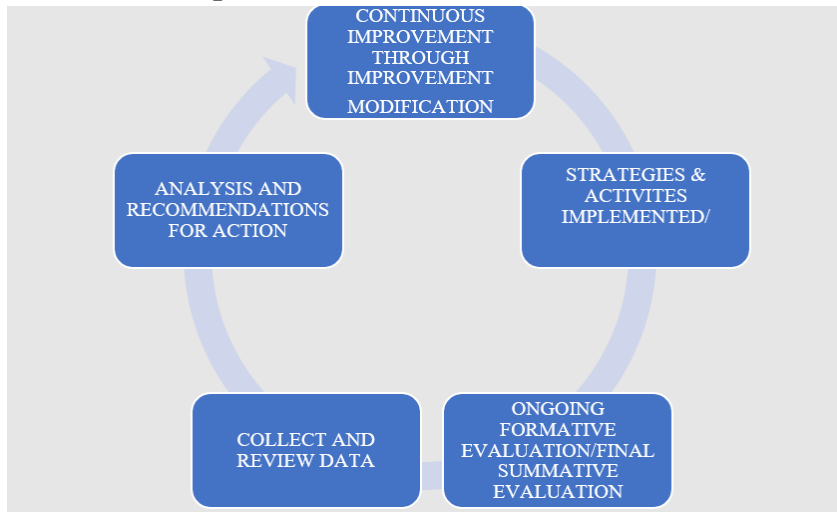 CONTINUOUS
IMPROVEMENT
THROUGH
IMPROVEMENT
MODIFICATION
STRATEGIES &
ACTIVITES
IMPLEMENTED/
ONGOING
FORMATIVE
EVALUATION/FINAL
SUMMATIVE
EVALUATION
COLLECT AND
REVIEW DATA
ANALYSIS AND
RECOMMENDATIONS
FOR ACTION